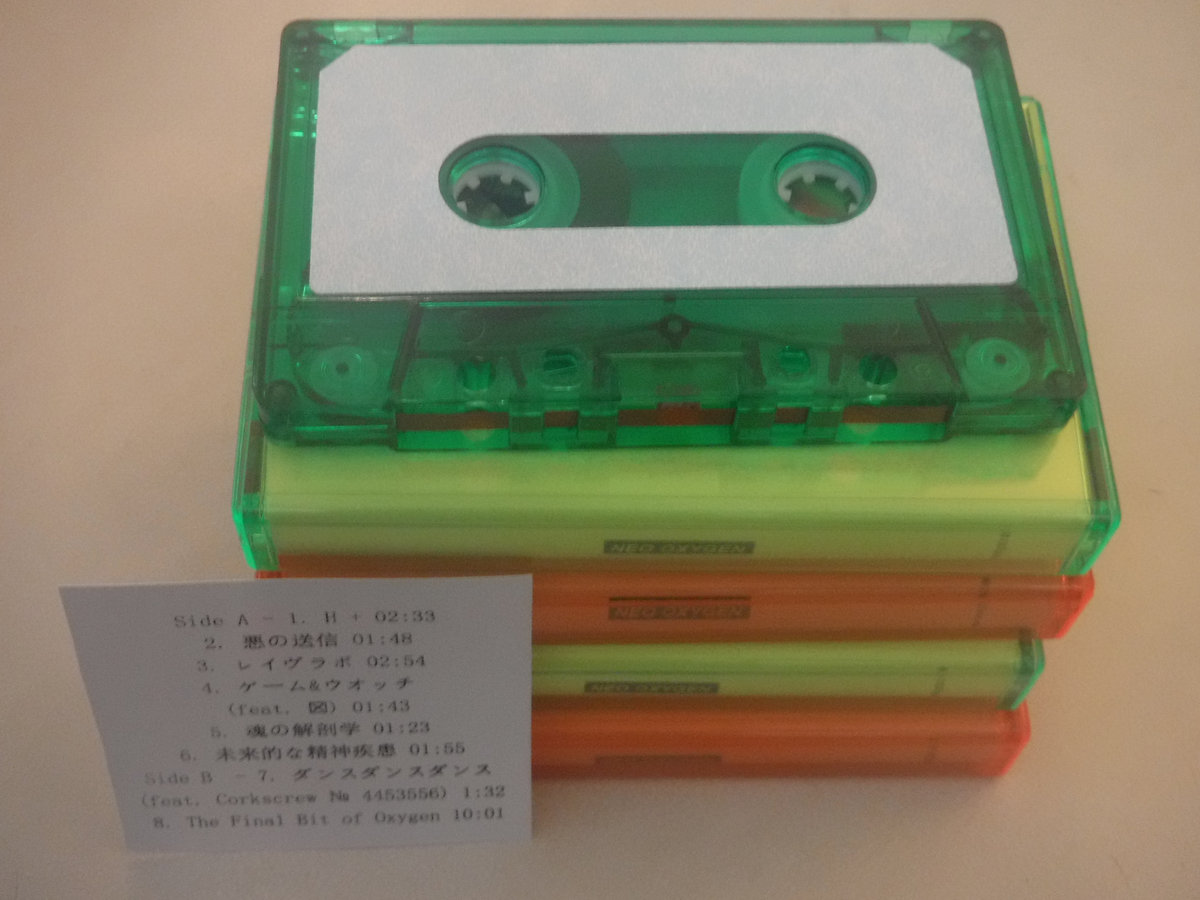 NEO OXYGEN
NEO OXYGEN
NEO OXYGEN
Side A - 1. H + 02:33
2. 悪の送信 01:48
3. レイヴラボ 02:54
4. ゲーム&ウオッチ
(feat. 図) 01:43
5. 魂の解剖学 01:23
6. 未来的な精神疾患 01:55
Side B - 7. ダンスダンスダンス
(feat. Corkscrew № 4453556) 1:32
8. The Final Bit of Oxygen 10:01